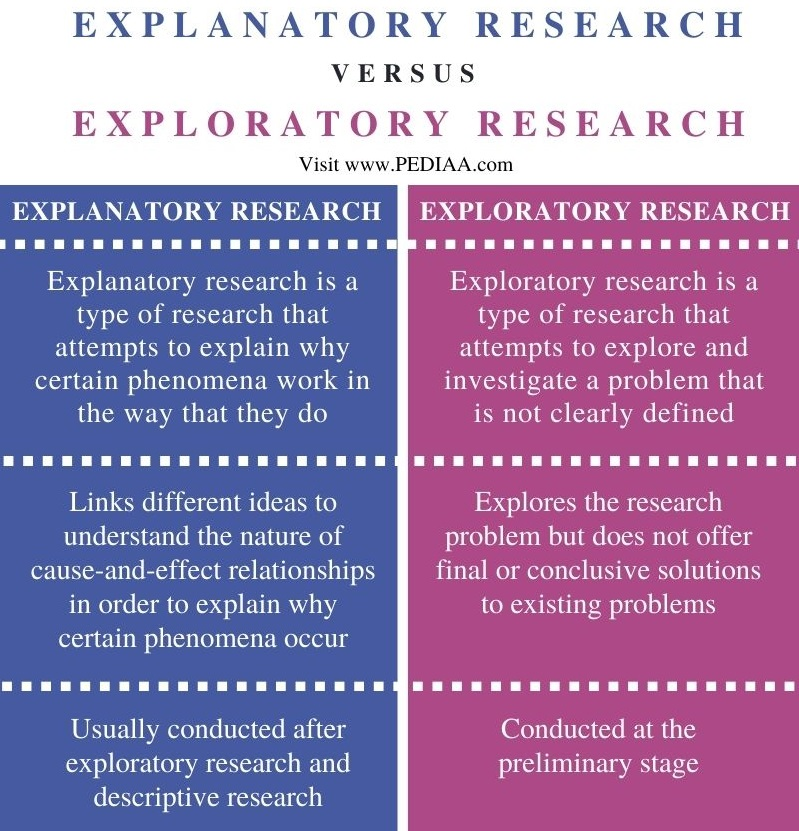 EXPLANATORY RESEARCH
VERSUS
EXPLORATORY RESEARCH
Visit www.PEDIAA.com
EXPLANATORY RESEARCH
Explanatory research is a
type of research that
attempts to explain why
certain phenomena work in
the way that they do
Links different ideas to
understand the nature of
cause-and-effect relationships
in order to explain why
certain phenomena occur
Usually conducted after
exploratory research and
descriptive research
EXPLORATORY RESEARCH
Exploratory research is a
type of research that
attempts to explore and
investigate a problem that
is not clearly defined
Explores the research
problem but does not offer
final or conclusive solutions
to existing problems
Conducted at the
preliminary stage